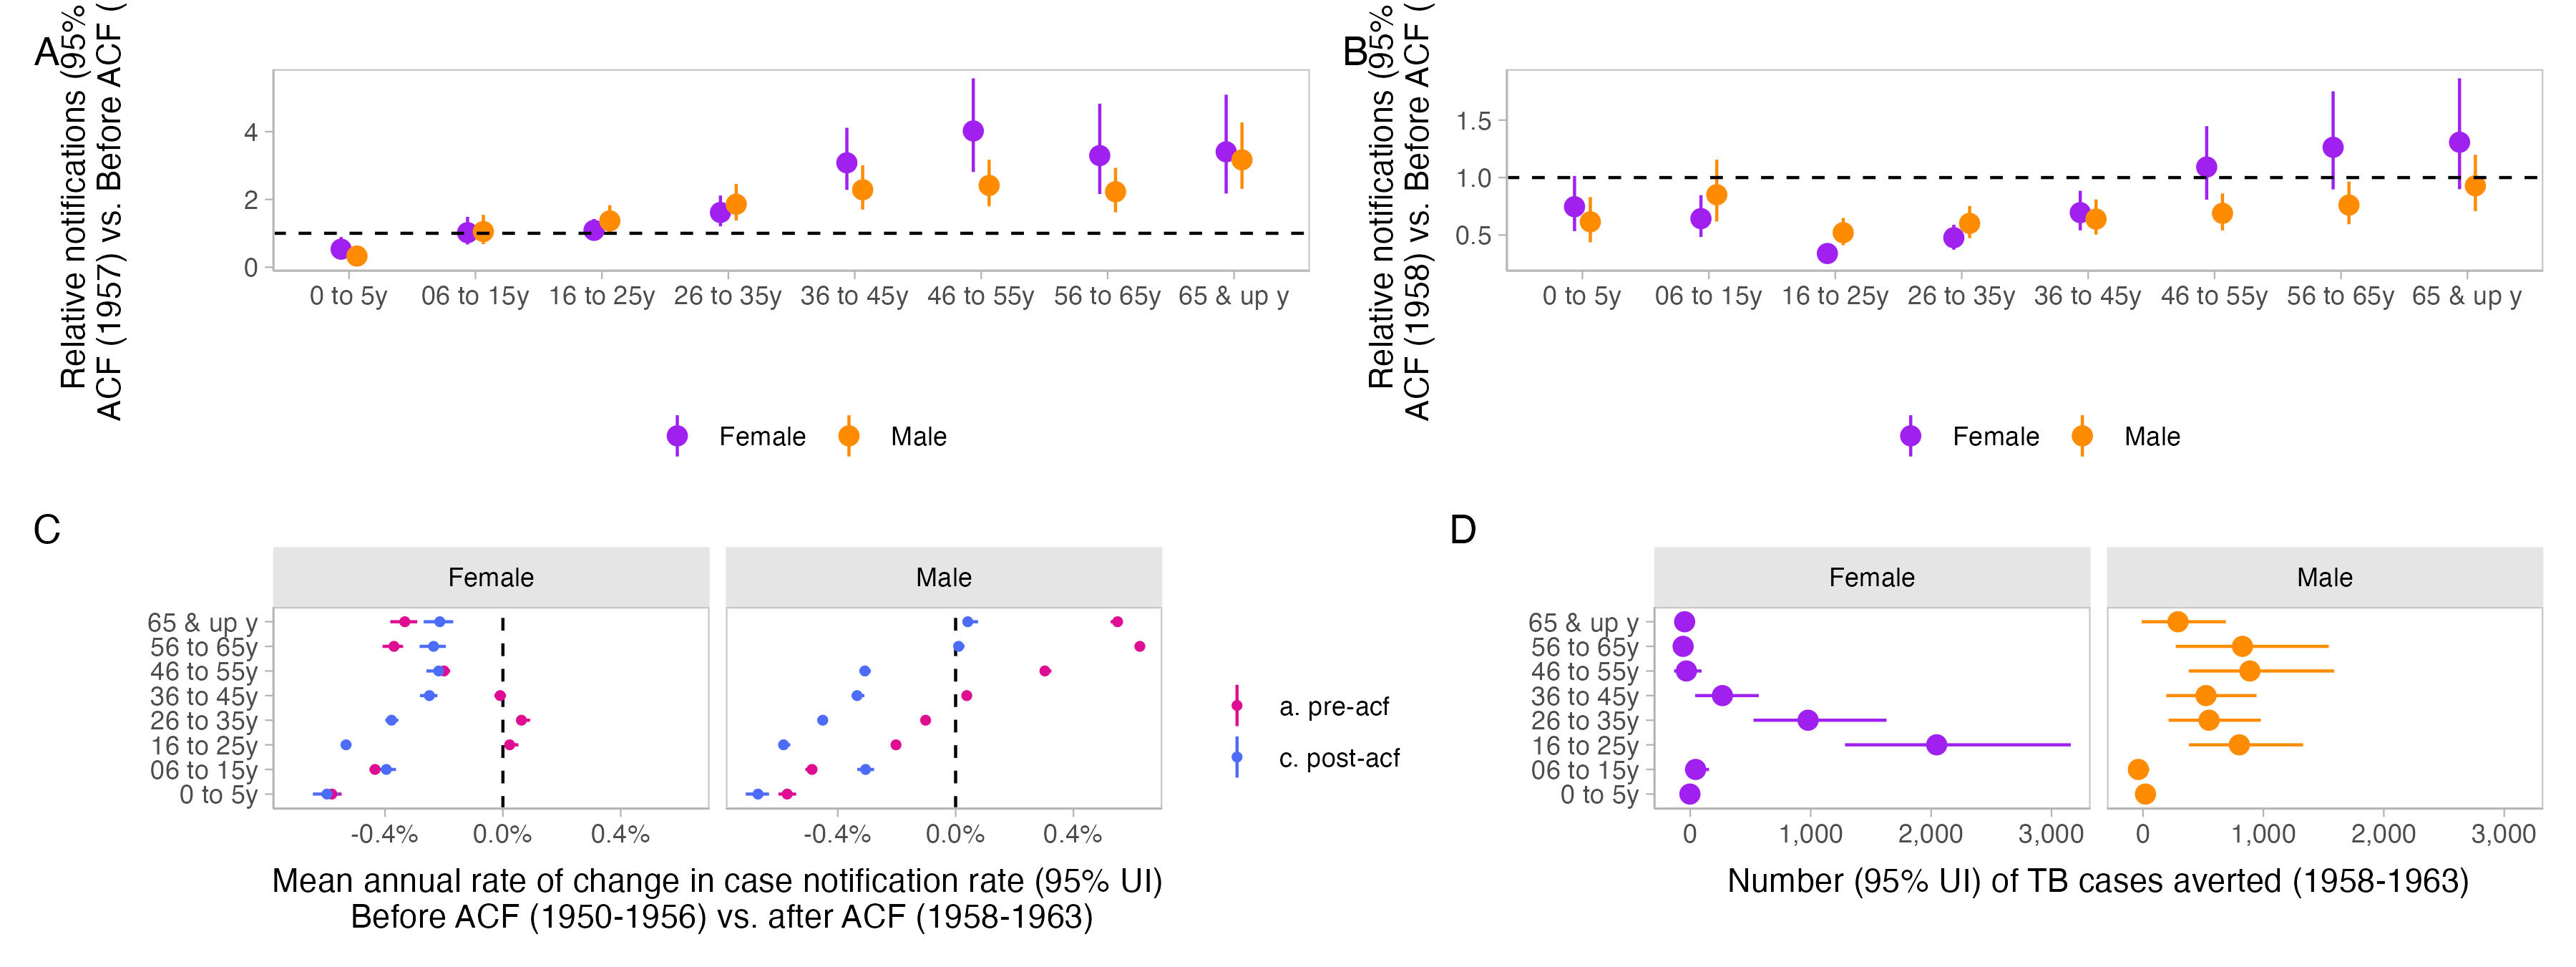 A
Relative notifications (95%
ACF (1957) vs. Before ACF (
4
2
0
0 to 5y 06 to 15y 16 to 25y 26 to 35y 36 to 45y 46 to 55y 56 to 65y 65 & up y
Female Male
B
Relative notifications (95%
ACF (1958) vs. Before ACF (
1.5
1.0
0.5
0 to 5y 06 to 15y 16 to 25y 26 to 35y 36 to 45y 46 to 55y 56 to 65y 65 & up y
Female Male
C
Female Male
65 & up y
56 to 65y
46 to 55y
36 to 45y
26 to 35y
16 to 25y
06 to 15y
0 to 5y
-0.4% 0.0% 0.4% -0.4% 0.0% 0.4%
Mean annual rate of change in case notification rate (95% UI)
Before ACF (1950-1956) vs. after ACF (1958-1963)
a. pre-acf
c. post-acf
D
Female Male
65 & up y
56 to 65y
46 to 55y
36 to 45y
26 to 35y
16 to 25y
06 to 15y
0 to 5y
0 1,000 2,000 3,000 0 1,000 2,000 3,000
Number (95% UI) of TB cases averted (1958-1963)